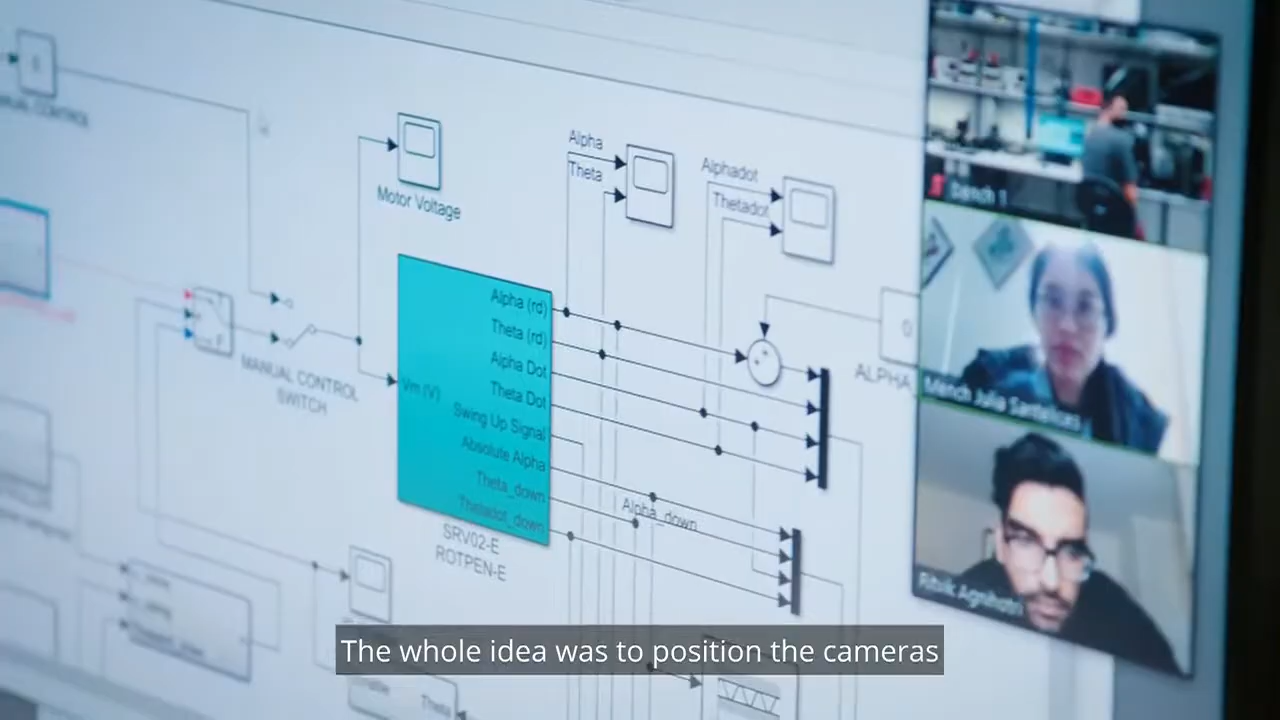 Motor Voltage
Alpha
Theta
Alphadot
Thetadot
Bench 1
MANUAL CONTROL
SWITCH
Vm (V)
Alpha (rd)
Theta (rd)
Alpha Dot
Theta Dot
Swing Up Signal
Absolute Alpha
Theta_down
Thetadot_down
SRV02-E
ROTPEN-E
Alpha_down
0
ALPHA
Theta
The whole idea was to position the cameras